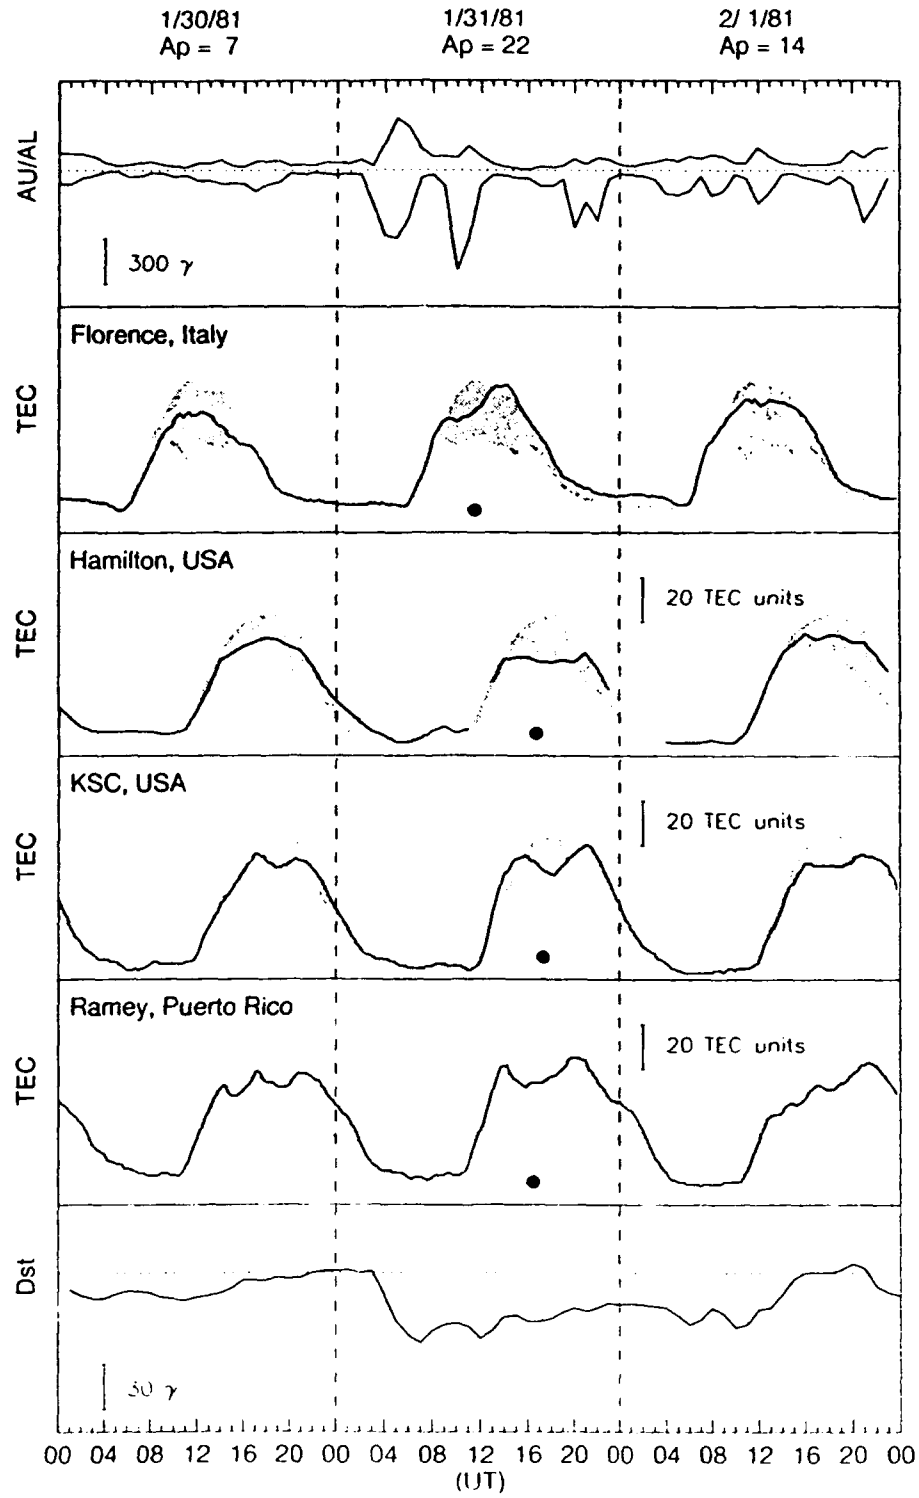 1/30/81 1/31/81 2/ 1/81
Ap = 7 Ap = 22 Ap = 14
AU/AL
300 γ
Florence, Italy
TEC
Hamilton, USA
20 TEC units
TEC
KSC, USA
20 TEC units
TEC
Ramey, Puerto Rico
20 TEC units
TEC
Dst
30 γ
00 04 08 12 16 20 00 04 08 12 16 20 00 04 08 12 16 20 00
(UT)